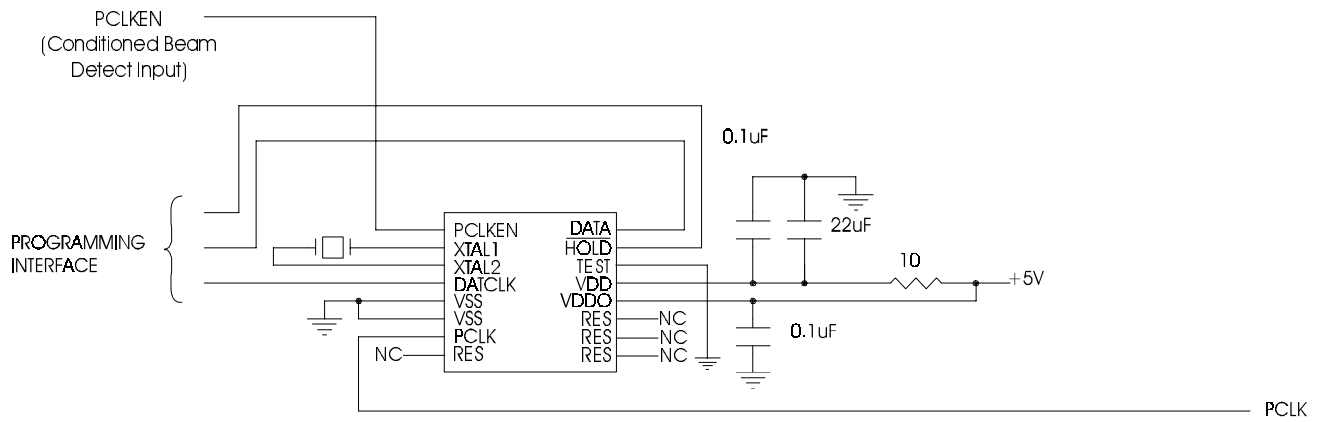 PCLKEN
(Conditioned Beam
Detect Input)
0.1uF
22uF
PROGRAMMING
INTERFACE
PCLKEN
XTAL1
XTAL2
DATCLK
VSS
VSS
PCLK
RES
NC
DATA
HOLD
TEST
VDD
VDDO
RES
RES
RES
NC
NC
NC
10
+5V
0.1uF
PCLK